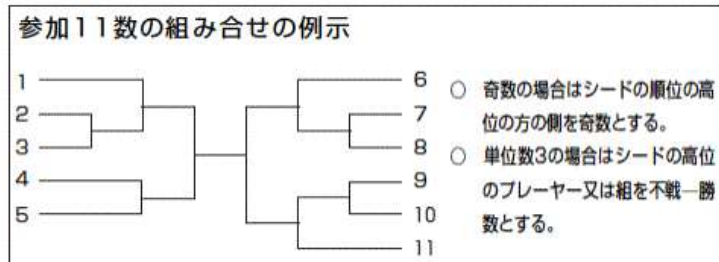 参加11数の組み合せの例示
1
2
3
4
5
6
7
8
9
10
11
○ 奇数の場合はシードの順位の高
位の方の側を奇数とする。
○ 単位数3の場合はシードの高位
のプレーヤー又は組を不戦一勝
数とする。